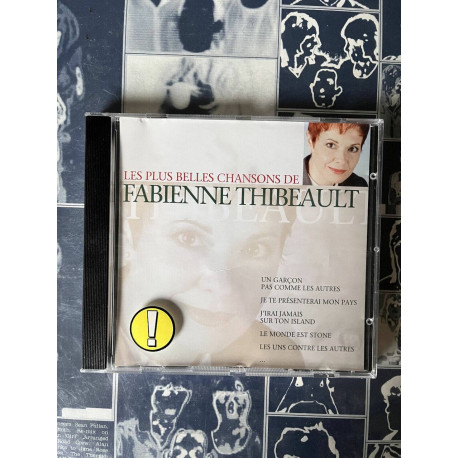 LES PLUS BELLES CHANSONS DE
FABIENNE THIBEAULT
UN GARÇON
PAS COMME LES AUTRES
JE TE PRÉSENTERAI MON PAYS
J'IRAI JAMAIS
SUR TON ISLAND
LE MONDE EST STONE
LES UNS CONTRE LES AUTRES
...
!